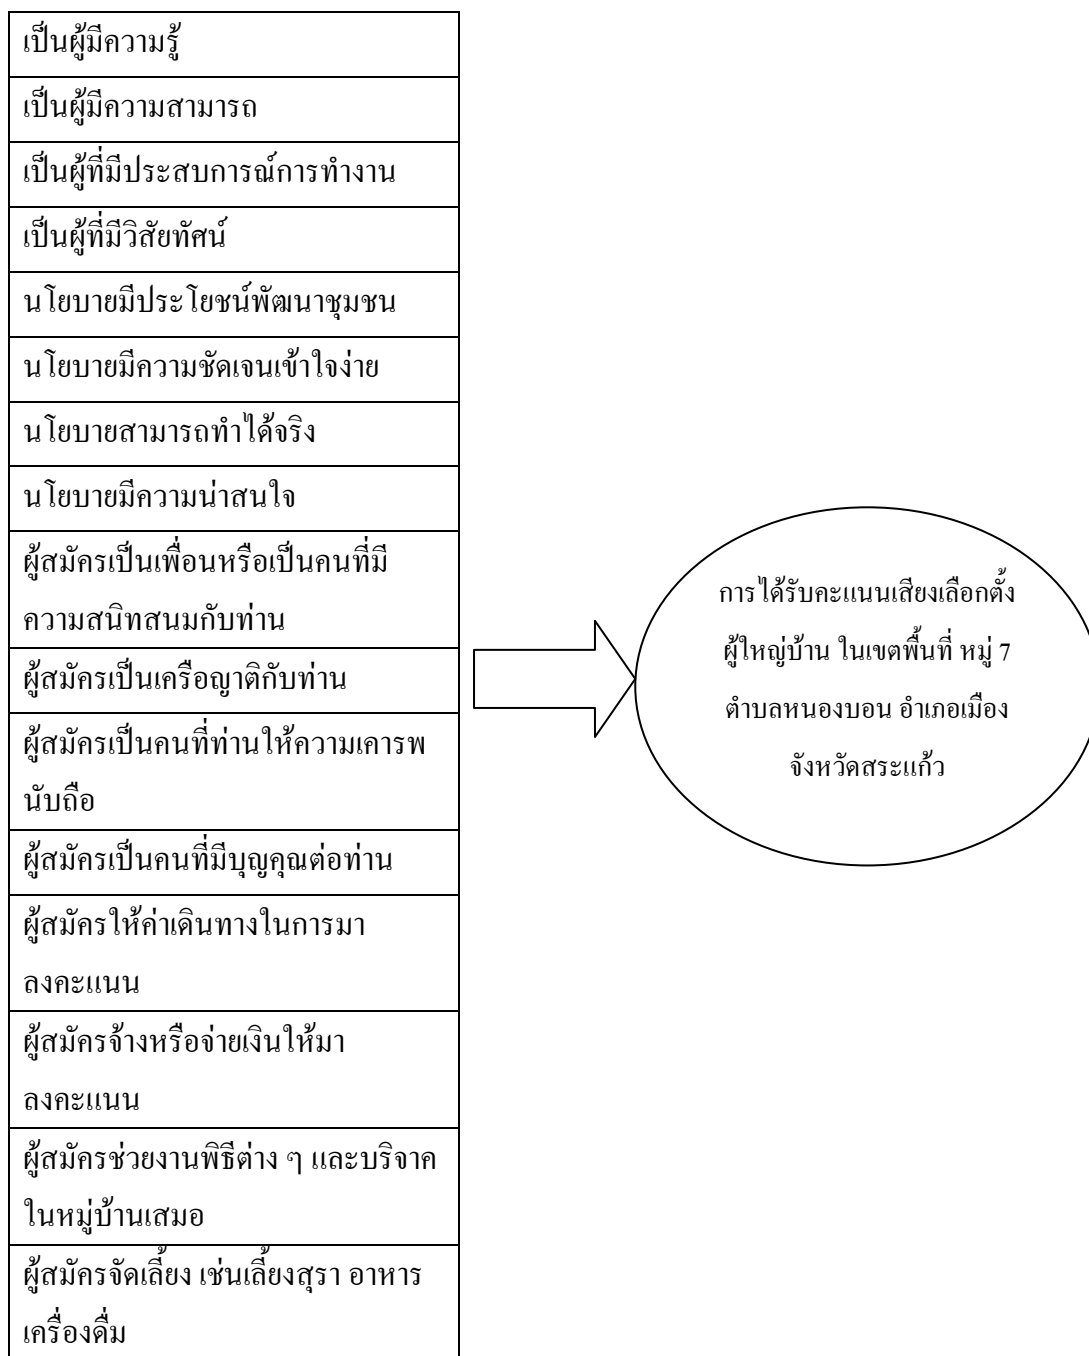 เป็นผู้มีความรู้
เป็นผู้มีความสามารถ
เป็นผู้ที่มีประสบการณ์การทำงาน
เป็นผู้ที่มีวิสัยทัศน์
นโยบายมีประโยชน์พัฒนาชุมชน
นโยบายมีความชัดเจนเข้าใจง่าย
นโยบายสามารถทำได้จริง
นโยบายมีความน่าสนใจ
ผู้สมัครเป็นเพื่อนหรือเป็นคนที่มี
ความสนิทสนมกับท่าน
ผู้สมัครเป็นเครือญาติกับท่าน
ผู้สมัครเป็นคนที่ท่านให้ความเคารพ
นับถือ
ผู้สมัครเป็นคนที่มีบุญคุณต่อท่าน
ผู้สมัครให้ค่าเดินทางในการมา
ลงคะแนน
ผู้สมัครจ้างหรือจ่ายเงินให้มา
ลงคะแนน
ผู้สมัครช่วยงานพิธีต่าง ๆ และบริจาค
ในหมู่บ้านเสมอ
ผู้สมัครจัดเลี้ยง เช่นเลี้ยงสุรา อาหาร
เครื่องดื่ม
การได้รับคะแนนเสียงเลือกตั้ง
ผู้ใหญ่บ้าน ในเขตพื้นที่ หมู่ 7
ตำบลหนองบอน อำเภอเมือง
จังหวัดสระแก้ว